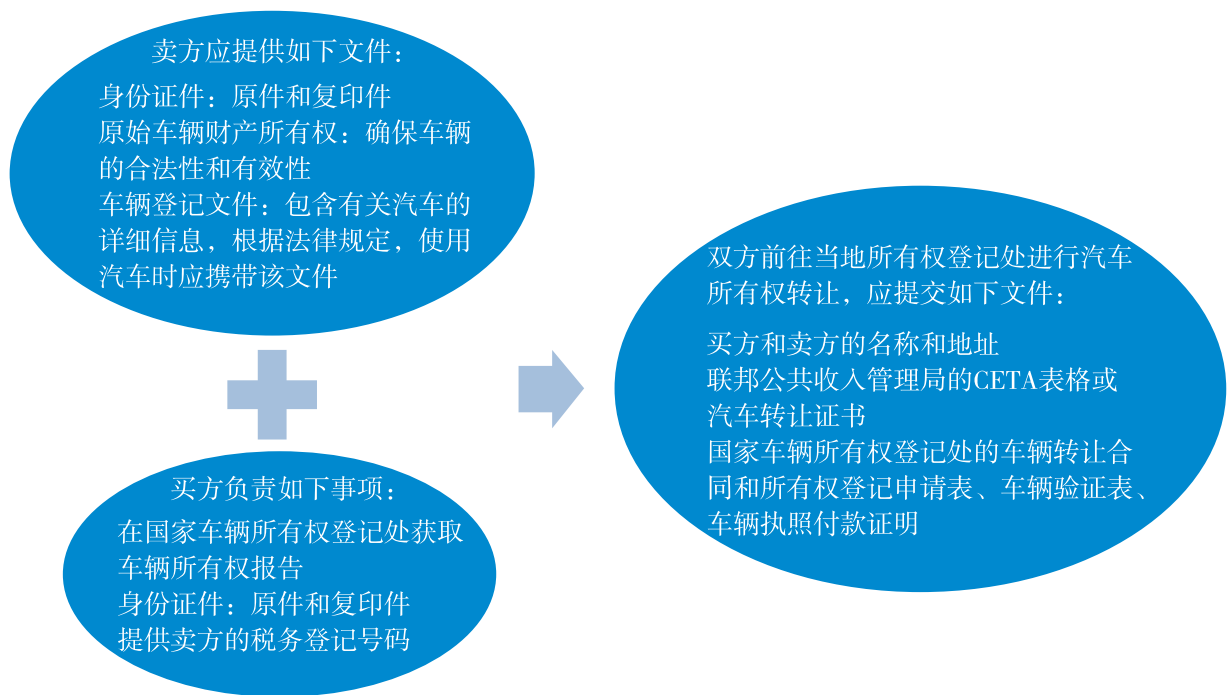 卖方应提供如下文件：
身份证件：原件和复印件
原始车辆财产所有权：确保车辆
的合法性和有效性
车辆登记文件：包含有关汽车的
详细信息，根据法律规定，使用
汽车时应携带该文件
买方负责如下事项：
在国家车辆所有权登记处获取
车辆所有权报告
身份证件：原件和复印件
提供卖方的税务登记号码
双方前往当地所有权登记处进行汽车
所有权转让，应提交如下文件：
买方和卖方的名称和地址
联邦公共收入管理局的CETA表格或
汽车转让证书
国家车辆所有权登记处的车辆转让合
同和所有权登记申请表、车辆验证表、
车辆执照付款证明